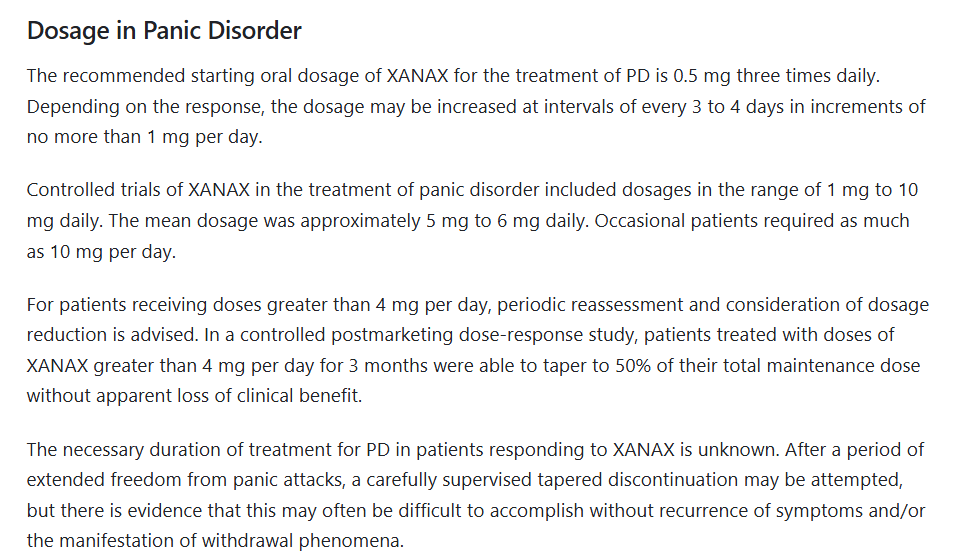 Dosage in Panic Disorder
The recommended starting oral dosage of XANAX for the treatment of PD is 0.5 mg three times daily.
Depending on the response, the dosage may be increased at intervals of every 3 to 4 days in increments of
no more than 1 mg per day.
Controlled trials of XANAX in the treatment of panic disorder included dosages in the range of 1 mg to 10
mg daily. The mean dosage was approximately 5 mg to 6 mg daily. Occasional patients required as much
as 10 mg per day.
For patients receiving doses greater than 4 mg per day, periodic reassessment and consideration of dosage
reduction is advised. In a controlled postmarketing dose-response study, patients treated with doses of
XANAX greater than 4 mg per day for 3 months were able to taper to 50% of their total maintenance dose
without apparent loss of clinical benefit.
The necessary duration of treatment for PD in patients responding to XANAX is unknown. After a period of
extended freedom from panic attacks, a carefully supervised tapered discontinuation may be attempted,
but there is evidence that this may often be difficult to accomplish without recurrence of symptoms and/or
the manifestation of withdrawal phenomena.